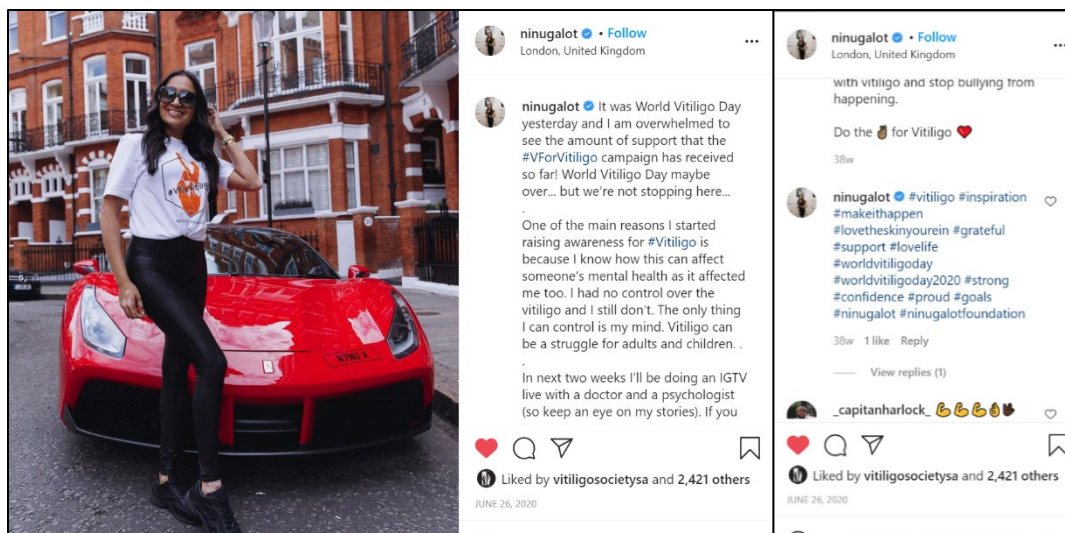 #VForVitiligo
N7NU X
ninugalot • Follow
London, United Kingdom
ninugalot It was World Vitiligo Day
yesterday and I am overwhelmed to
see the amount of support that the
#VForVitiligo campaign has received
so far! World Vitiligo Day maybe
over... but we're not stopping here...
.
One of the main reasons I started
raising awareness for #Vitiligo is
because I know how this can affect
someone's mental health as it affected
me too. I had no control over the
vitiligo and I still don't. The only thing
I can control is my mind. Vitiligo can
be a struggle for adults and children. .
.
In next two weeks I'll be doing an IGTV
live with a doctor and a psychologist
(so keep an eye on my stories). If you
Liked by vitiligosocietysa and 2,421 others
JUNE 26, 2020
ninugalot • Follow
London, United Kingdom
with vitiligo and stop bullying from
happening.
Do the ✌🏾 for Vitiligo ❤️
38w
ninugalot #vitiligo #inspiration
#makeithappen
#lovetheskinyourein #grateful
#support #lovelife
#worldvitiligoday
#worldvitiligoday2020 #strong
#confidence #proud #goals
#ninugalot #ninugalotfoundation
38w 1 like Reply
View replies (1)
_capitanharlock_ 💪💪💪👌🤟🏿
Liked by vitiligosocietysa and 2,421 others
JUNE 26, 2020